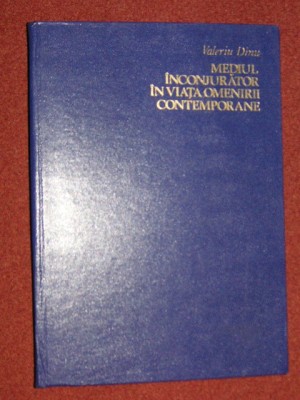 Valeriu Dinu
MEDIUL
ÎNCONJURĂTOR
ÎN VIAȚA OMENIRII
CONTEMPORANE